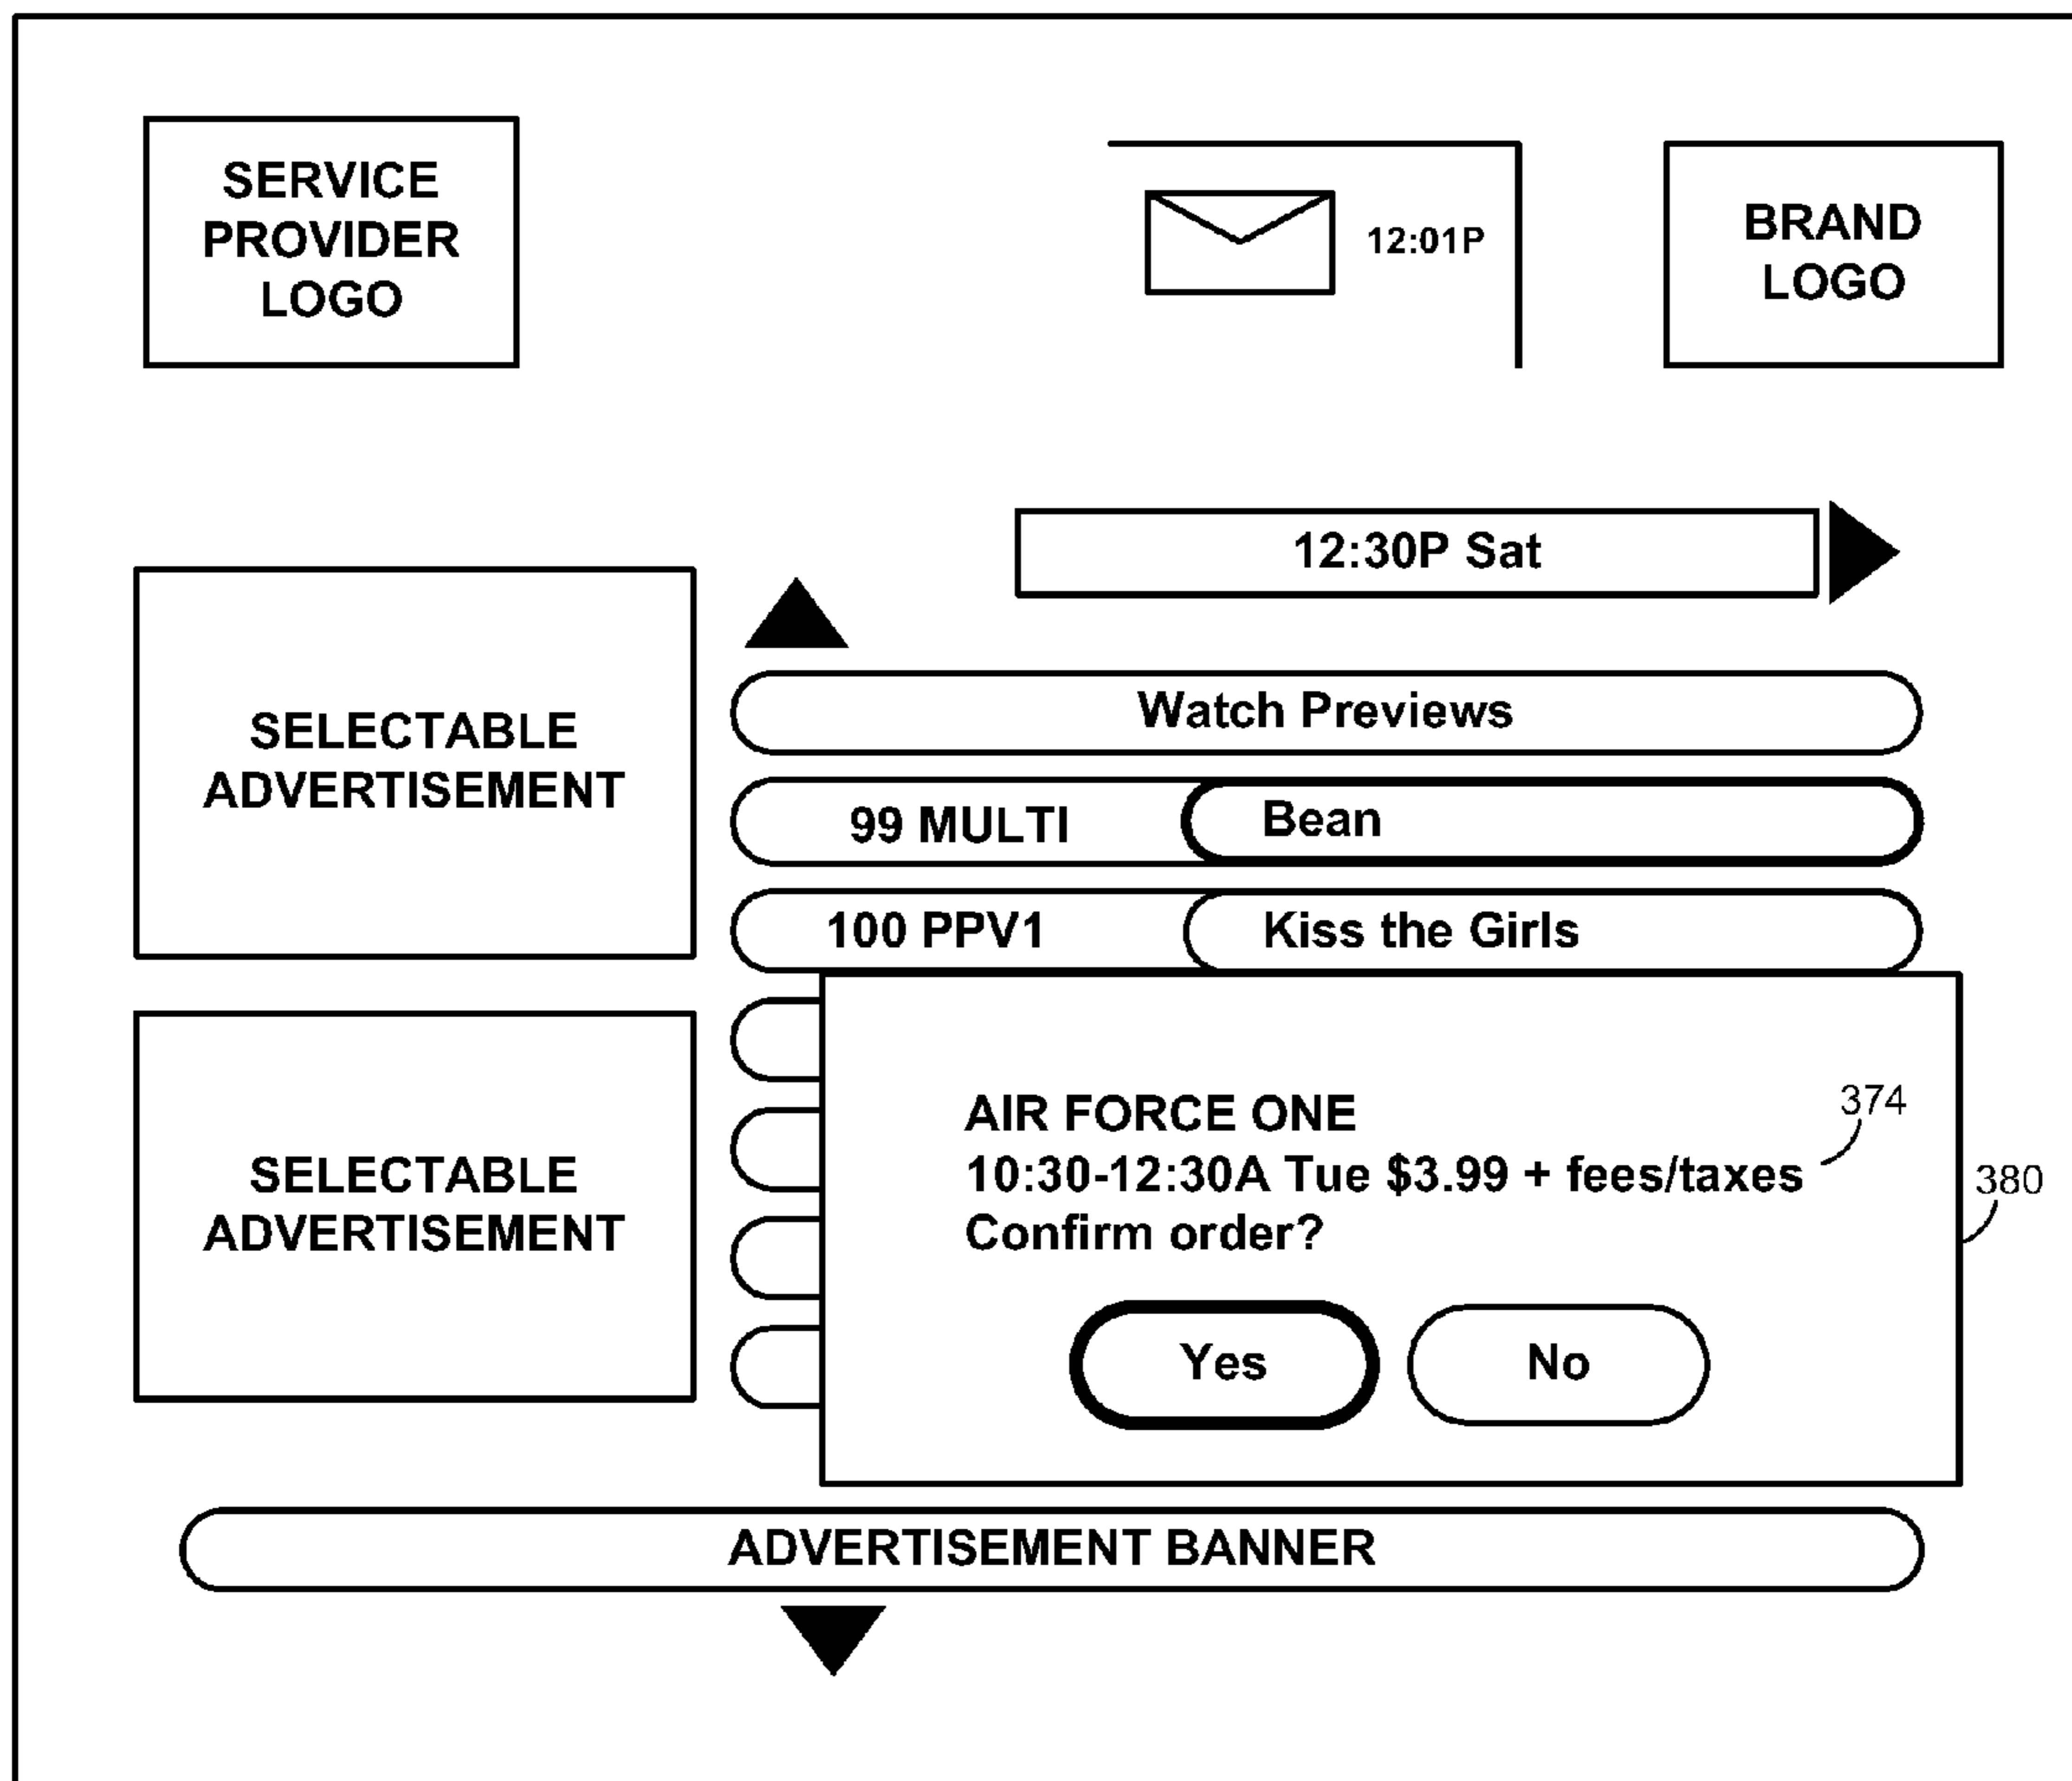 SERVICE
PROVIDER
LOGO
12:01P
BRAND
LOGO
12:30P Sat
SELECTABLE
ADVERTISEMENT
Watch Previews
99 MULTI
Bean
100 PPV1
Kiss the Girls
SELECTABLE
ADVERTISEMENT
AIR FORCE ONE
374
10:30-12:30A Tue $3.99 + fees/taxes
380
Confirm order?
Yes
No
ADVERTISEMENT BANNER